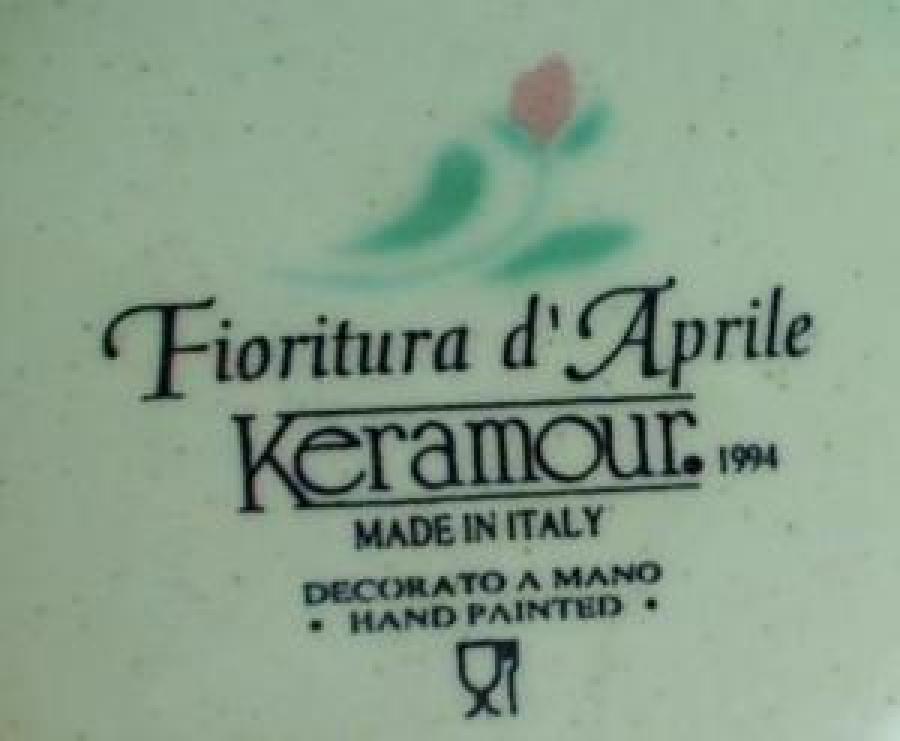 Fioritura d'Aprile
Keramour. 1994
MADE IN ITALY
DECORATO A MANO
• HAND PAINTED •